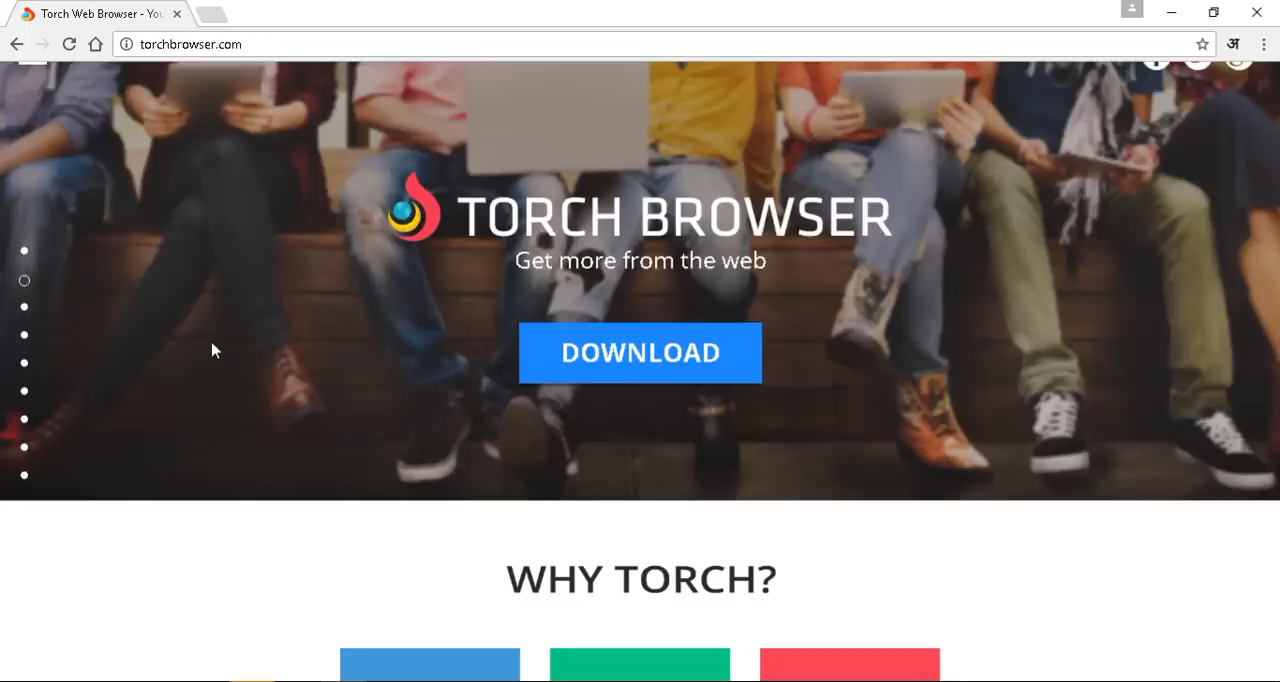 Torch Web Browser - You
torchbrowser.com
अ
TORCH BROWSER
Get more from the web
DOWNLOAD
WHY TORCH?